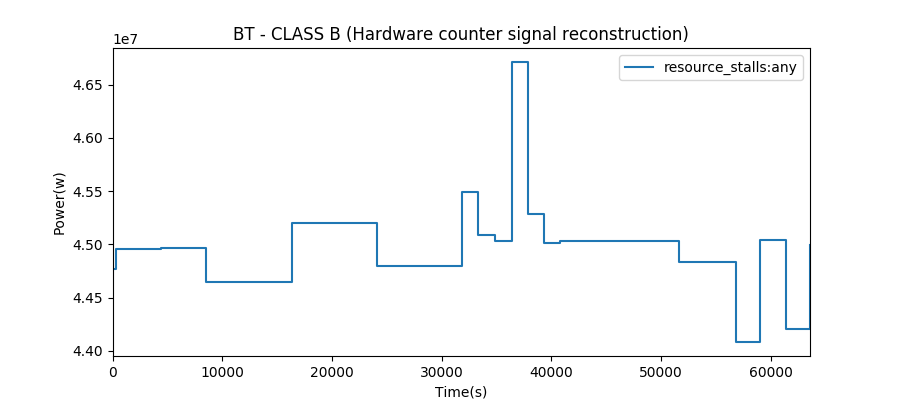 BT - CLASS B (Hardware counter signal reconstruction)
1e7
resource_stalls:any
4.65
4.60
4.55
4.50
4.45
4.40
Power(w)
0 10000 20000 30000 40000 50000 60000
Time(s)